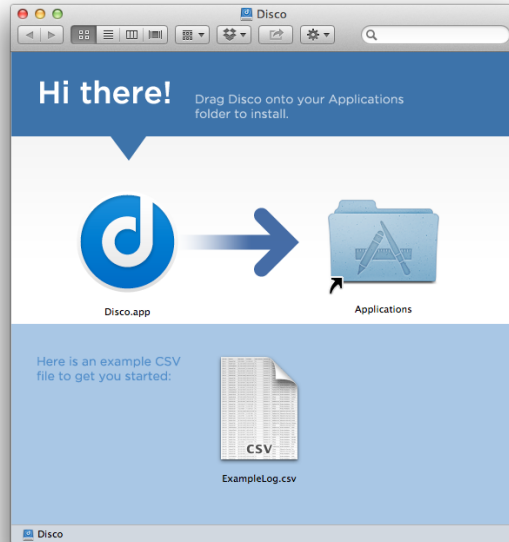 Disco
Hi there!
Drag Disco onto your Applications
folder to install.
Disco.app
Applications
Here is an example CSV
file to get you started:
CSV
ExampleLog.csv
Disco